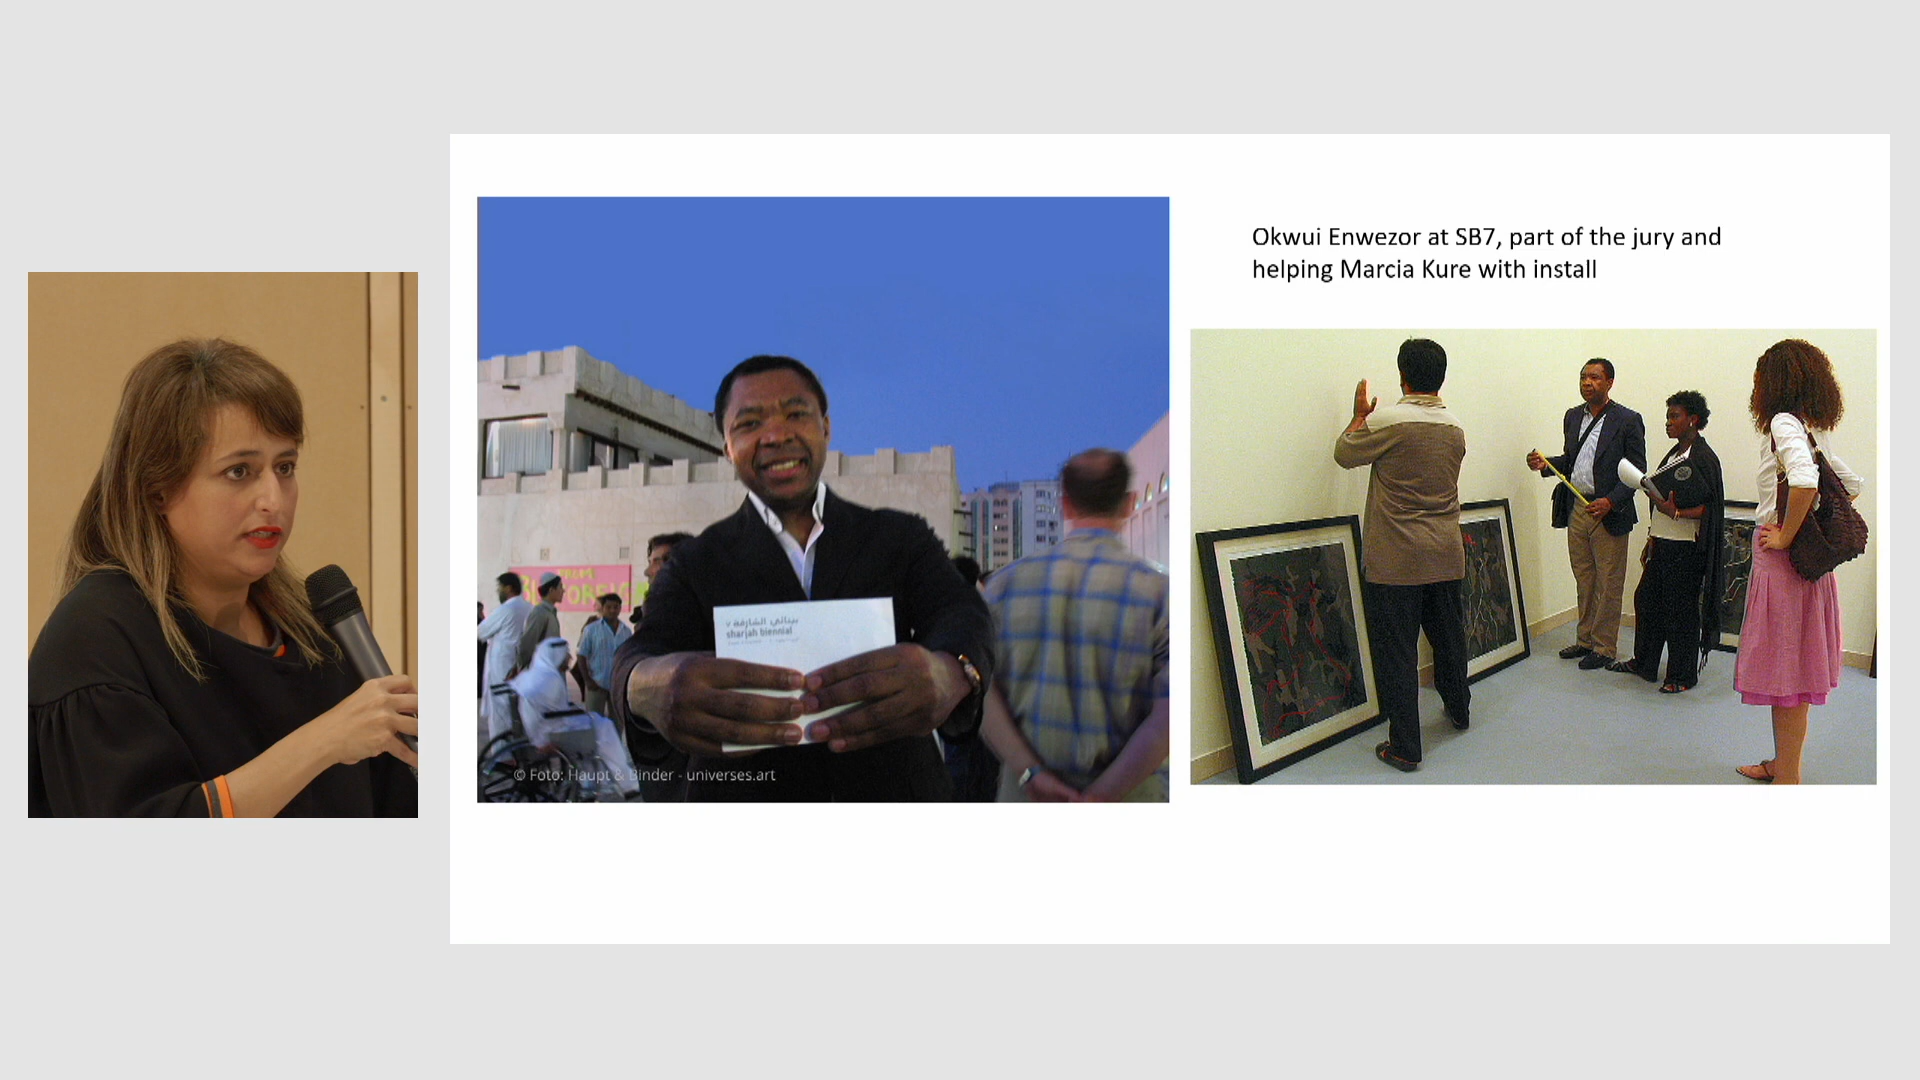 Okwui Enwezor at SB7, part of the jury and
helping Marcia Kure with install
بينالي الشارقة ٧
sharjah biennial
© Foto: Haupt & Binder - universes.art